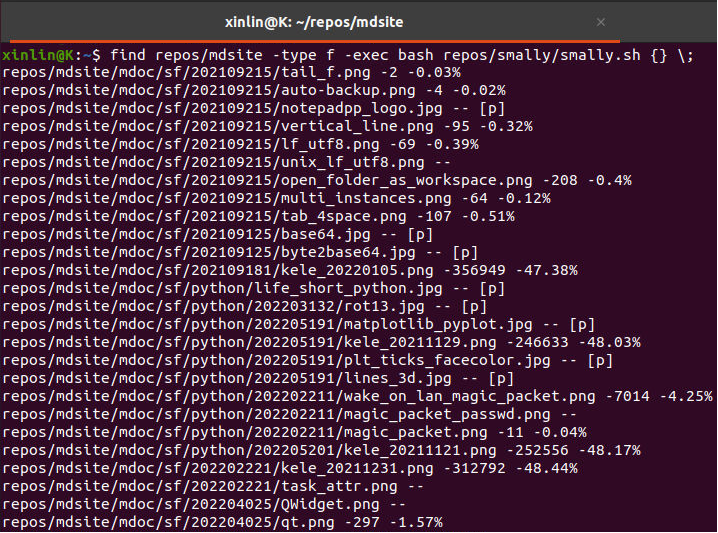 xinlin@K: ~/repos/mdsite ×
xinlin@K:~$ find repos/mdsite -type f -exec bash repos/smally/smally.sh {} \;
repos/mdsite/mdoc/sf/202109215/tail_f.png -2 -0.03%
repos/mdsite/mdoc/sf/202109215/auto-backup.png -4 -0.02%
repos/mdsite/mdoc/sf/202109215/notepadpp_logo.jpg -- [p]
repos/mdsite/mdoc/sf/202109215/vertical_line.png -95 -0.32%
repos/mdsite/mdoc/sf/202109215/lf_utf8.png -69 -0.39%
repos/mdsite/mdoc/sf/202109215/unix_lf_utf8.png --
repos/mdsite/mdoc/sf/202109215/open_folder_as_workspace.png -208 -0.4%
repos/mdsite/mdoc/sf/202109215/multi_instances.png -64 -0.12%
repos/mdsite/mdoc/sf/202109215/tab_4space.png -107 -0.51%
repos/mdsite/mdoc/sf/202109125/base64.jpg -- [p]
repos/mdsite/mdoc/sf/202109125/byte2base64.jpg -- [p]
repos/mdsite/mdoc/sf/202109181/kele_20220105.png -356949 -47.38%
repos/mdsite/mdoc/sf/python/life_short_python.jpg -- [p]
repos/mdsite/mdoc/sf/python/202203132/rot13.jpg -- [p]
repos/mdsite/mdoc/sf/python/202205191/matplotlib_pyplot.jpg -- [p]
repos/mdsite/mdoc/sf/python/202205191/kele_20211129.png -246633 -48.03%
repos/mdsite/mdoc/sf/python/202205191/plt_ticks_facecolor.jpg -- [p]
repos/mdsite/mdoc/sf/python/202205191/lines_3d.jpg -- [p]
repos/mdsite/mdoc/sf/python/202202211/wake_on_lan_magic_packet.png -7014 -4.25%
repos/mdsite/mdoc/sf/python/202202211/magic_packet_passwd.png --
repos/mdsite/mdoc/sf/python/202202211/magic_packet.png -11 -0.04%
repos/mdsite/mdoc/sf/python/202205201/kele_20211121.png -252556 -48.17%
repos/mdsite/mdoc/sf/202202221/kele_20211231.png -312792 -48.44%
repos/mdsite/mdoc/sf/202202221/task_attr.png --
repos/mdsite/mdoc/sf/202204025/QWidget.png --
repos/mdsite/mdoc/sf/202204025/qt.png -297 -1.57%